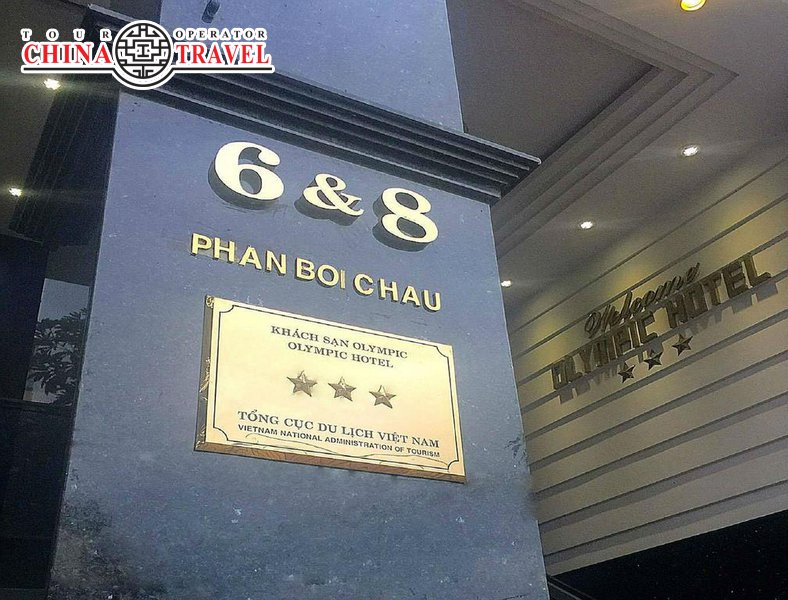 TOUR OPERATOR
CHINA TRAVEL
6 & 8
PHAN BOI CHAU
KHÁCH SẠN OLYMPIC
OLYMPIC HOTEL
TỔNG CỤC DU LỊCH VIỆT NAM
VIETNAM NATIONAL ADMINISTRATION OF TOURISM
Welcome
OLYMPIC HOTEL